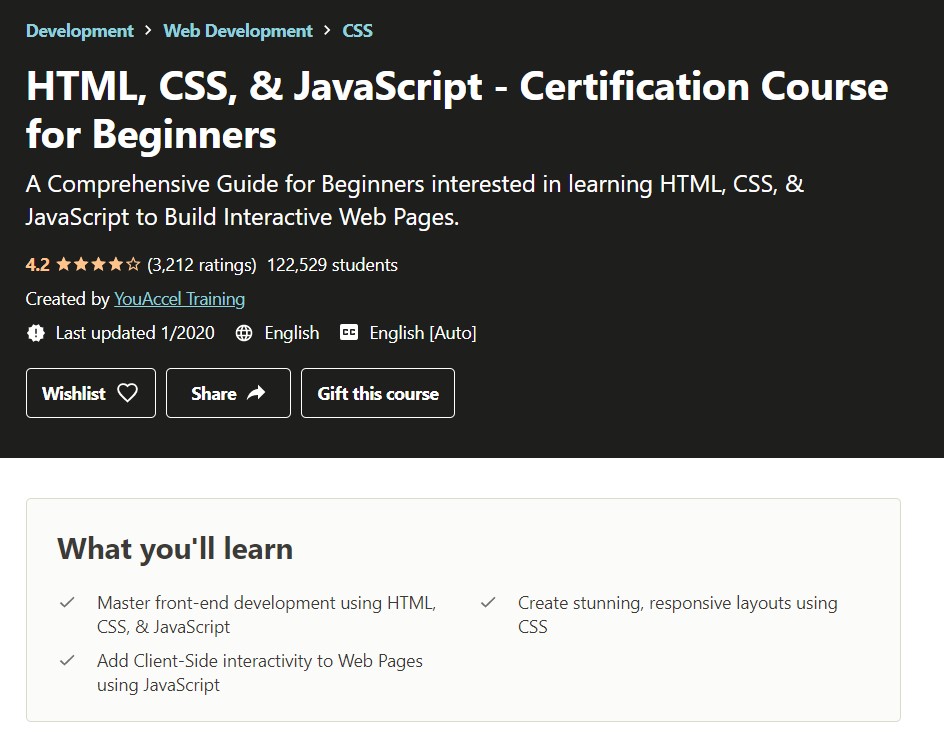 Development > Web Development > CSS
HTML, CSS, & JavaScript - Certification Course
for Beginners
A Comprehensive Guide for Beginners interested in learning HTML, CSS, &
JavaScript to Build Interactive Web Pages.
4.2 ★★★★☆ (3,212 ratings) 122,529 students
Created by YouAccel Training
Last updated 1/2020 English CC English [Auto]
Wishlist Share Gift this course
What you'll learn
Master front-end development using HTML,
CSS, & JavaScript
Add Client-Side interactivity to Web Pages
using JavaScript
Create stunning, responsive layouts using
CSS